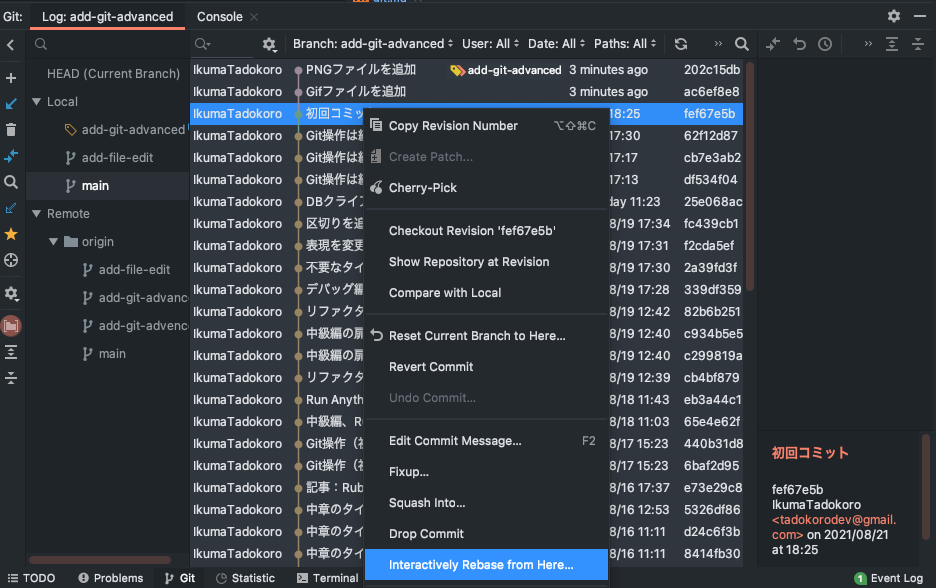 Git: Log: add-git-advanced Console
Branch: add-git-advanced User: All Date: All Paths: All
HEAD (Current Branch)
Local
add-git-advanced
add-file-edit
main
Remote
origin
add-file-edit
add-git-advanc
add-git-advenc
main
IkumaTadokoro PNGファイルを追加 add-git-advanced 3 minutes ago 202c15db
IkumaTadokoro Gifファイルを追加 3 minutes ago ac6ef8e8
IkumaTadokoro 初回コミッ 18:25 fef67e5b
IkumaTadokoro Git操作は 17:30 62f12d87
IkumaTadokoro Git操作は 17:17 cb7e3ab2
IkumaTadokoro Git操作は 17:13 df534f04
IkumaTadokoro DBクライア day 11:23 25e068ac
IkumaTadokoro 区切りを追 8/19 17:34 fc439cb1
IkumaTadokoro 表現を変更 8/19 17:31 f2cda5ef
IkumaTadokoro 不要なタイ 8/19 17:30 2a39fd3f
IkumaTadokoro デバッグ編 8/19 17:28 339df359
IkumaTadokoro リファクタ 8/19 12:42 82b6b251
IkumaTadokoro 中級編の扉 8/19 12:40 c934b5e5
IkumaTadokoro 中級編の扉 8/19 12:40 c299819a
IkumaTadokoro リファクタ 8/19 12:39 cb4bf879
IkumaTadokoro Run Anyth 8/18 11:43 eb3a44c1
IkumaTadokoro 中級編、R 8/18 11:03 65e4e62f
IkumaTadokoro Git操作（ 8/17 15:23 440b31d8
IkumaTadokoro Git操作（ 8/17 15:23 6baf2d95
IkumaTadokoro 記事：Rub 8/16 17:37 e73e29c8
IkumaTadokoro 中章のタイ 8/16 12:53 5326df86
IkumaTadokoro 中章のタイ 8/16 11:11 d24c6f3b
IkumaTadokoro 中章のタイ 8/16 11:11 8414fb30
Copy Revision Number ⌥⇧⌘C
Create Patch...
Cherry-Pick
Checkout Revision 'fef67e5b'
Show Repository at Revision
Compare with Local
Reset Current Branch to Here...
Revert Commit
Undo Commit...
Edit Commit Message... F2
Fixup...
Squash Into...
Drop Commit
Interactively Rebase from Here...
初回コミット
fef67e5b
IkumaTadokoro
<tadokorodev@gmail.
com> on 2021/08/21
at 18:25
TODO Problems Git Statistic Terminal 1 Event Log